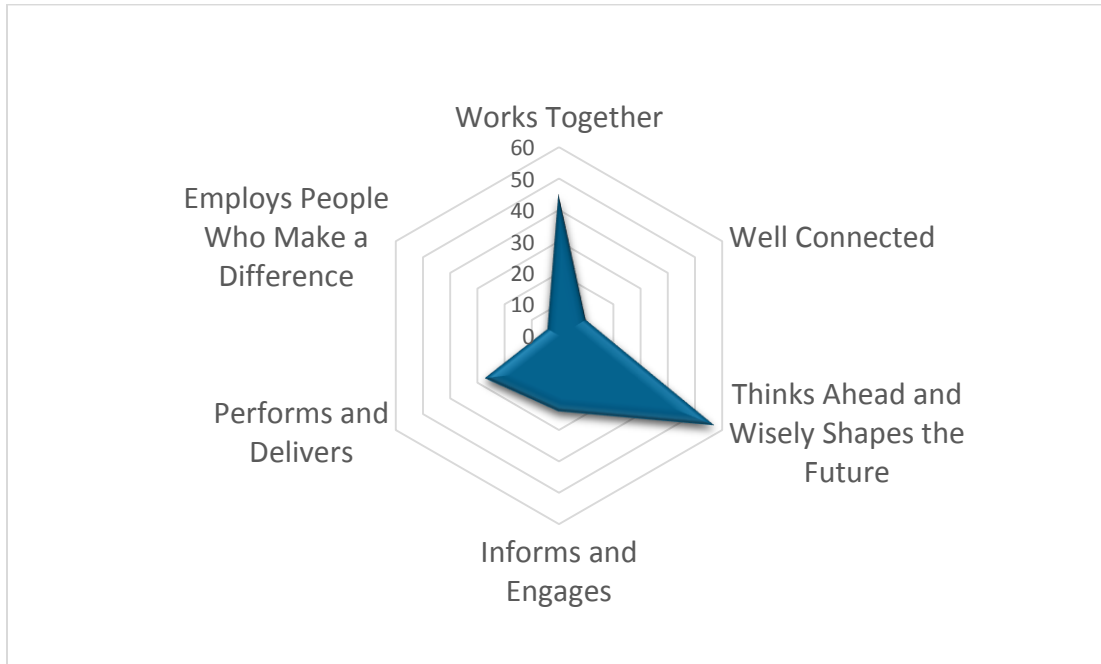 Works Together
60
50
40
30
20
10
0
Employs People
Who Make a
Difference
Well Connected
Performs and
Delivers
Thinks Ahead and
Wisely Shapes the
Future
Informs and
Engages